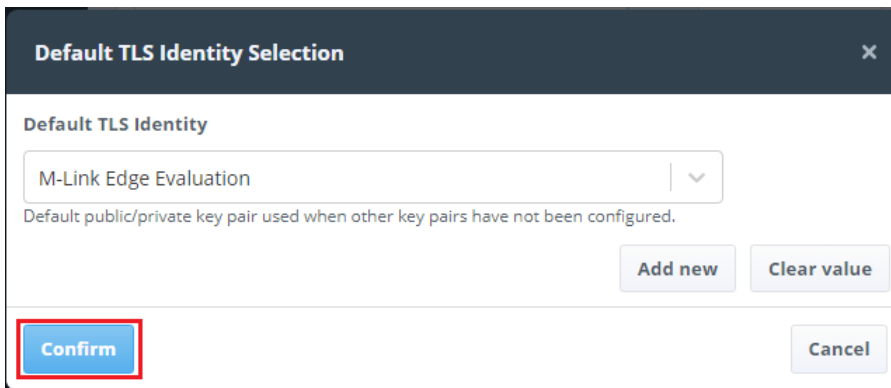 Default TLS Identity Selection ×
Default TLS Identity
M-Link Edge Evaluation
Default public/private key pair used when other key pairs have not been configured.
Add new Clear value
Confirm Cancel